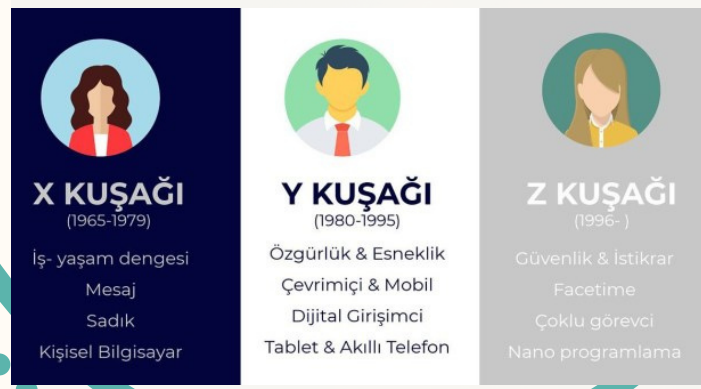 X KUŞAĞI
(1965-1979)
İş- yaşam dengesi
Mesaj
Sadık
Kişisel Bilgisayar
Y KUŞAĞI
(1980-1995)
Özgürlük & Esneklik
Çevrimiçi & Mobil
Dijital Girişimci
Tablet & Akıllı Telefon
Z KUŞAĞI
(1996- )
Güvenlik & İstikrar
Facetime
Çoklu görevci
Nano programlama